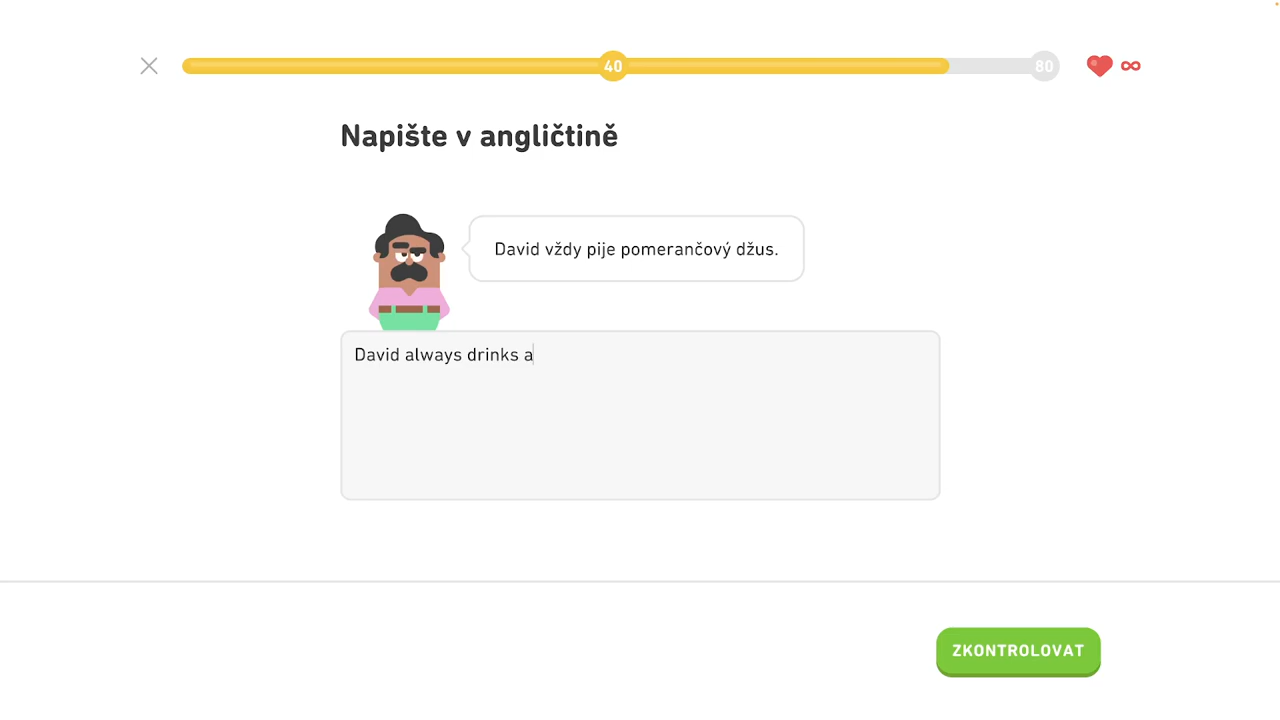 40
80
∞
Napište v angličtině
David vždy pije pomerančový džus.
David always drinks a
ZKONTROLOVAT